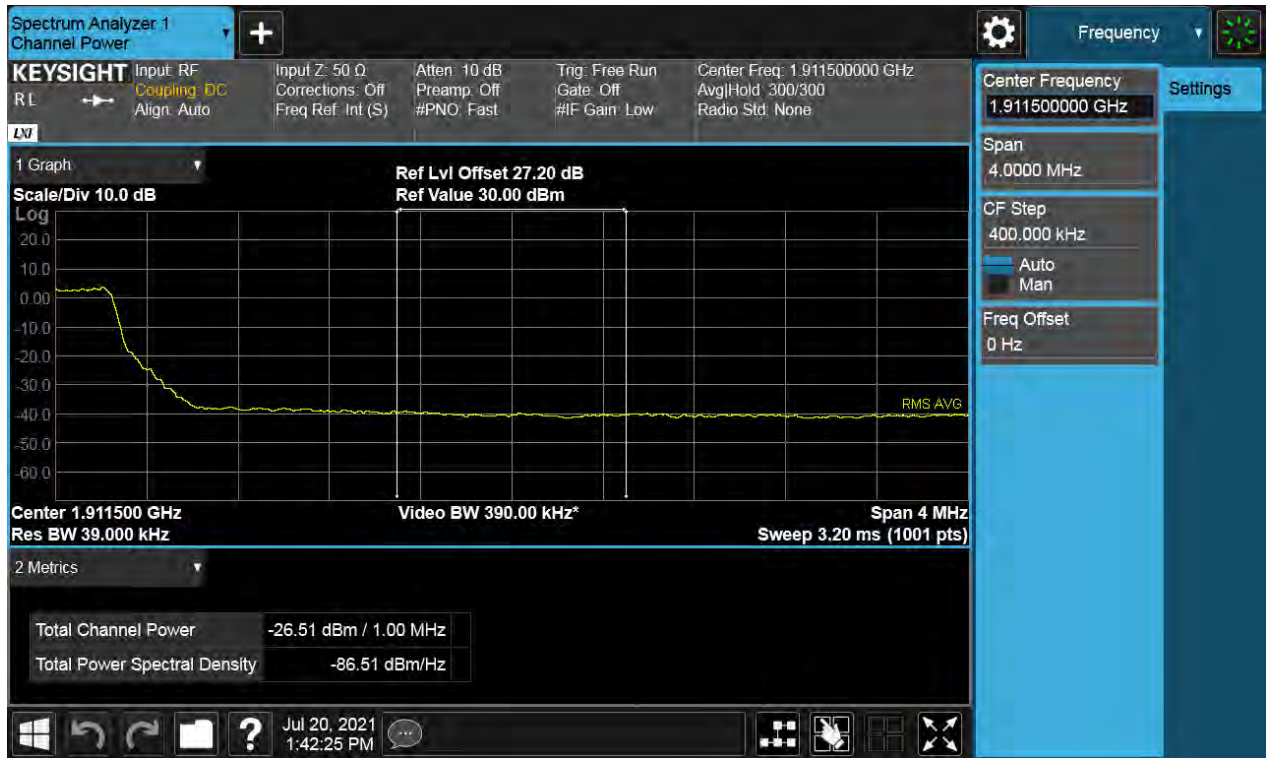 Spectrum Analyzer 1
Channel Power
Frequency
KEYSIGHT
RL
LXI
Input: RF
Coupling: DC
Align: Auto
Input Z: 50 Ω
Corrections: Off
Freq Ref: Int (S)
Atten: 10 dB
Preamp: Off
#PNO: Fast
Trig: Free Run
Gate: Off
#IF Gain: Low
Center Freq: 1.911500000 GHz
Avg|Hold: 300/300
Radio Std: None
Center Frequency
1.911500000 GHz
Settings
Span
4.0000 MHz
CF Step
400.000 kHz
Auto
Man
Freq Offset
0 Hz
1 Graph
Scale/Div 10.0 dB
Ref Lvl Offset 27.20 dB
Ref Value 30.00 dBm
Log
20.0
10.0
0.00
-10.0
-20.0
-30.0
-40.0
-50.0
-60.0
RMS AVG
Center 1.911500 GHz
Video BW 390.00 kHz*
Span 4 MHz
Res BW 39.000 kHz
Sweep 3.20 ms (1001 pts)
2 Metrics
Total Channel Power
-26.51 dBm / 1.00 MHz
Total Power Spectral Density
-86.51 dBm/Hz
Jul 20, 2021
1:42:25 PM